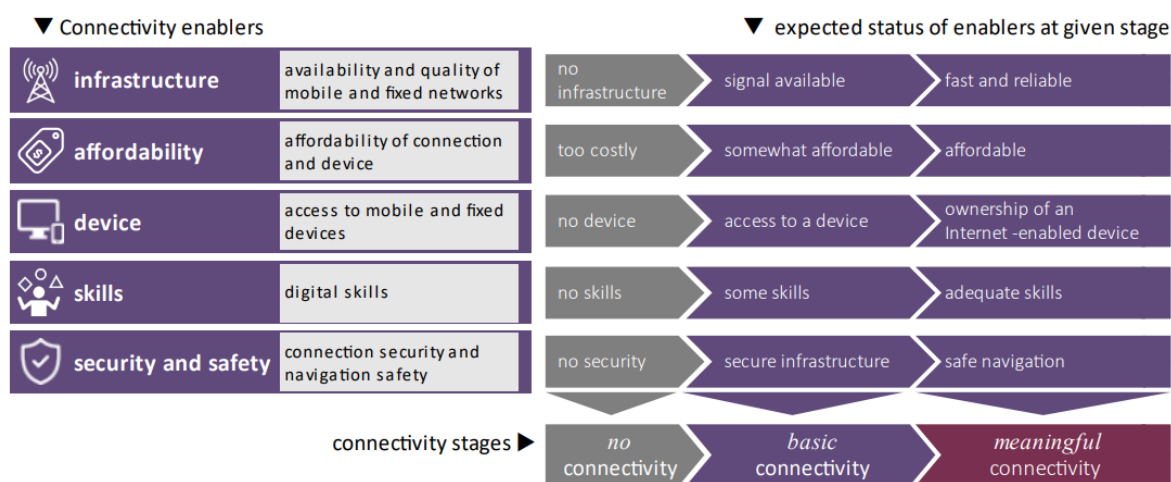 ▼ Connectivity enablers
▼ expected status of enablers at given stage
infrastructure
availability and quality of
mobile and fixed networks
no
infrastructure
signal available
fast and reliable
affordability
affordability of connection
and device
too costly
somewhat affordable
affordable
device
access to mobile and fixed
devices
no device
access to a device
ownership of an
Internet -enabled device
skills
digital skills
no skills
some skills
adequate skills
security and safety
connection security and
navigation safety
no security
secure infrastructure
safe navigation
connectivity stages ▶
no
connectivity
basic
connectivity
meaningful
connectivity